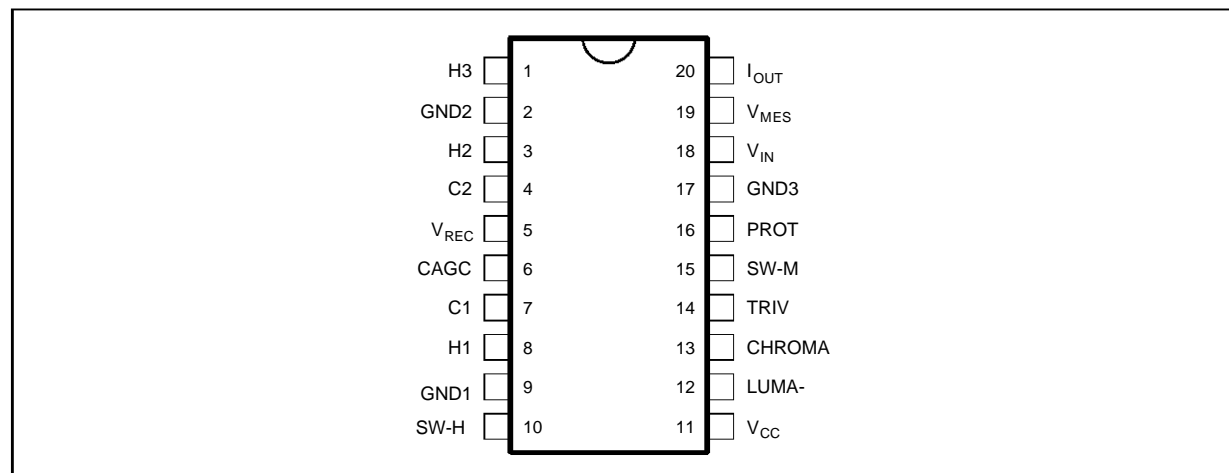 H3 1 20 IOUT
GND2 2 19 VMES
H2 3 18 VIN
C2 4 17 GND3
VREC 5 16 PROT
CAGC 6 15 SW-M
C1 7 14 TRIV
H1 8 13 CHROMA
GND1 9 12 LUMA-
SW-H 10 11 VCC